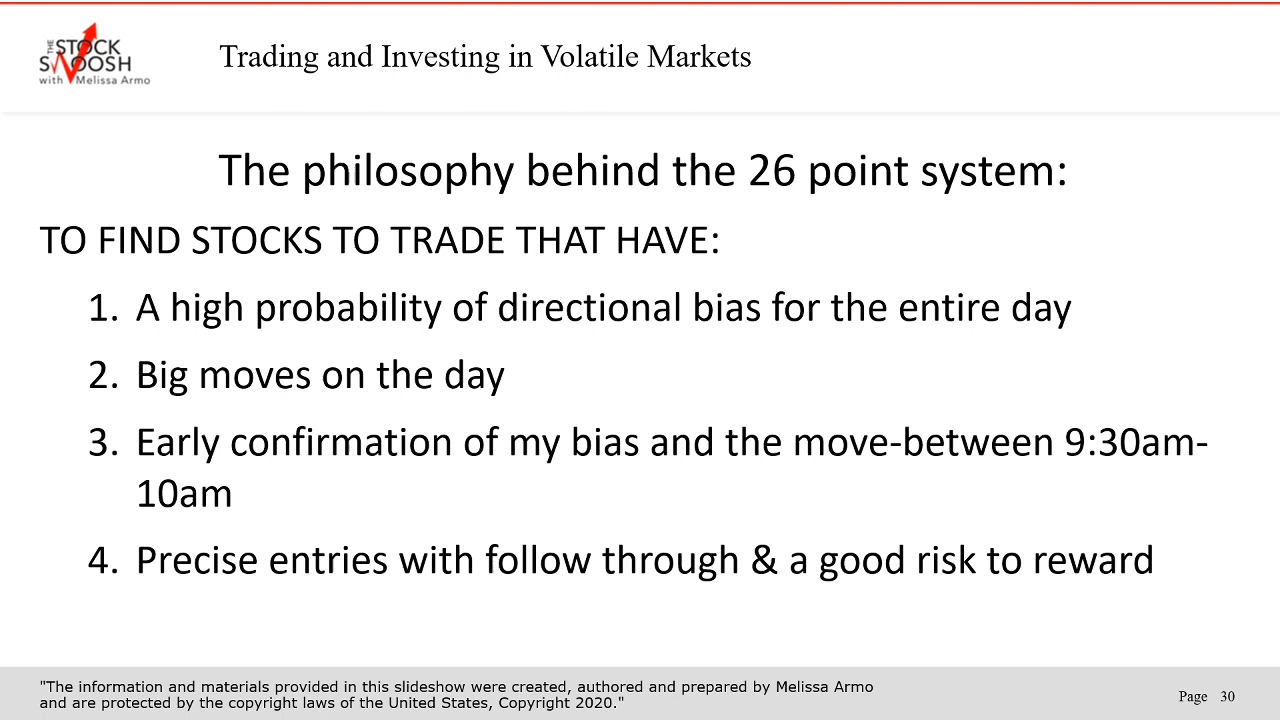 THE
STOCK
SWOOSH
with Melissa Armo
Trading and Investing in Volatile Markets
The philosophy behind the 26 point system:
TO FIND STOCKS TO TRADE THAT HAVE:
1. A high probability of directional bias for the entire day
2. Big moves on the day
3. Early confirmation of my bias and the move-between 9:30am-
10am
4. Precise entries with follow through & a good risk to reward
"The information and materials provided in this slideshow were created, authored and prepared by Melissa Armo
and are protected by the copyright laws of the United States, Copyright 2020."
Page 30